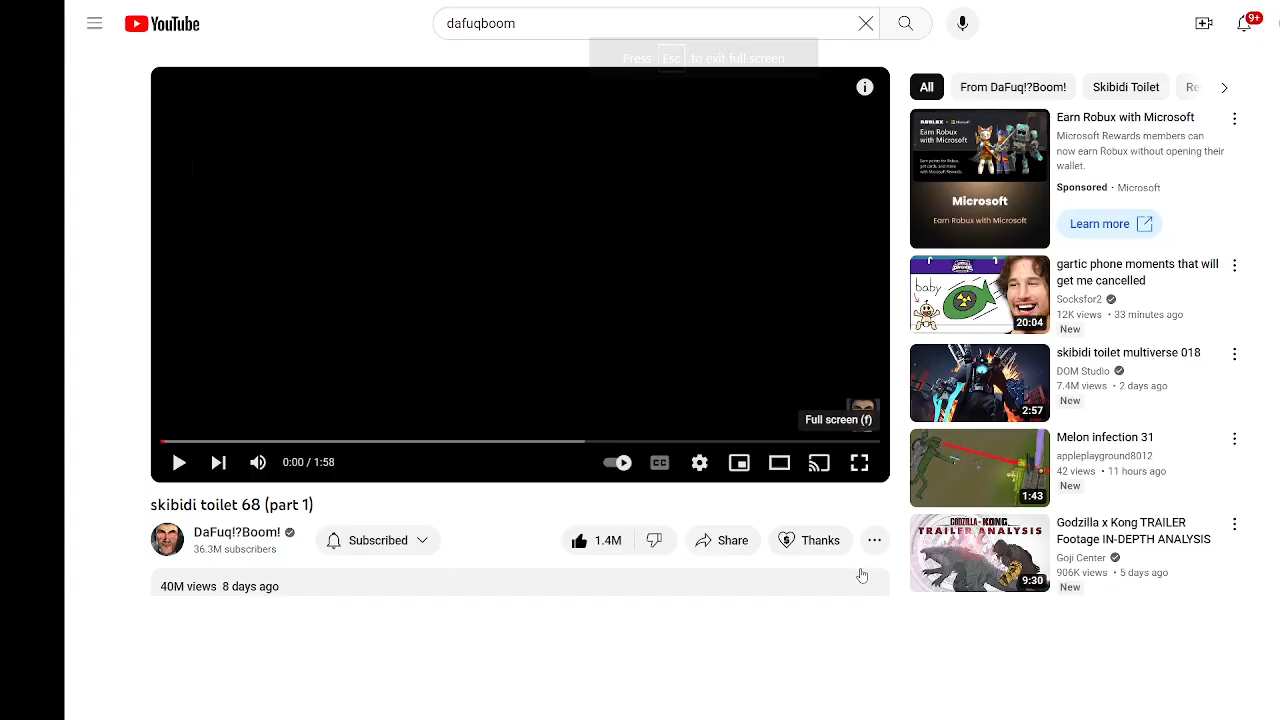 YouTube
dafuqboom
9+
Press Esc to exit full screen
All
From DaFuq!?Boom!
Skibidi Toilet
Re
Full screen (f)
0:00 / 1:58
CC
skibidi toilet 68 (part 1)
DaFuq!?Boom!
36.3M subscribers
Subscribed
1.4M
Share
Thanks
40M views 8 days ago
Earn Robux
with Microsoft
Microsoft
Earn Robux with Microsoft
Earn Robux with Microsoft
Microsoft Rewards members can
now earn Robux without opening their
wallet.
Sponsored · Microsoft
Learn more
baby
20:04
gartic phone moments that will
get me cancelled
Socksfor2
12K views · 33 minutes ago
New
2:57
skibidi toilet multiverse 018
DOM Studio
7.4M views · 2 days ago
New
1:43
Melon infection 31
appleplayground8012
42 views · 11 hours ago
New
GODZILLA-KONG
TRAILER ANALYSIS
9:30
Godzilla x Kong TRAILER
Footage IN-DEPTH ANALYSIS
Goji Center
906K views · 5 days ago
New